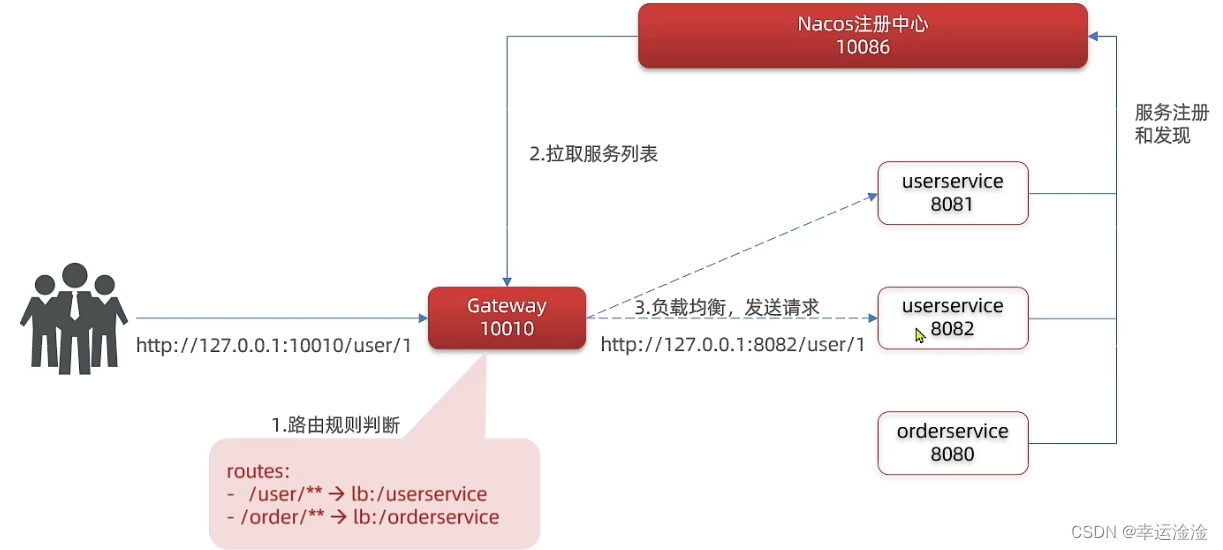 Nacos注册中心
10086
服务注册
和发现
2.拉取服务列表
userservice
8081
Gateway
10010
3.负载均衡，发送请求
userservice
8082
http://127.0.0.1:10010/user/1
http://127.0.0.1:8082/user/1
1.路由规则判断
orderservice
8080
routes:
- /user/** → lb:/userservice
- /order/** → lb:/orderservice
CSDN @幸运淦淦